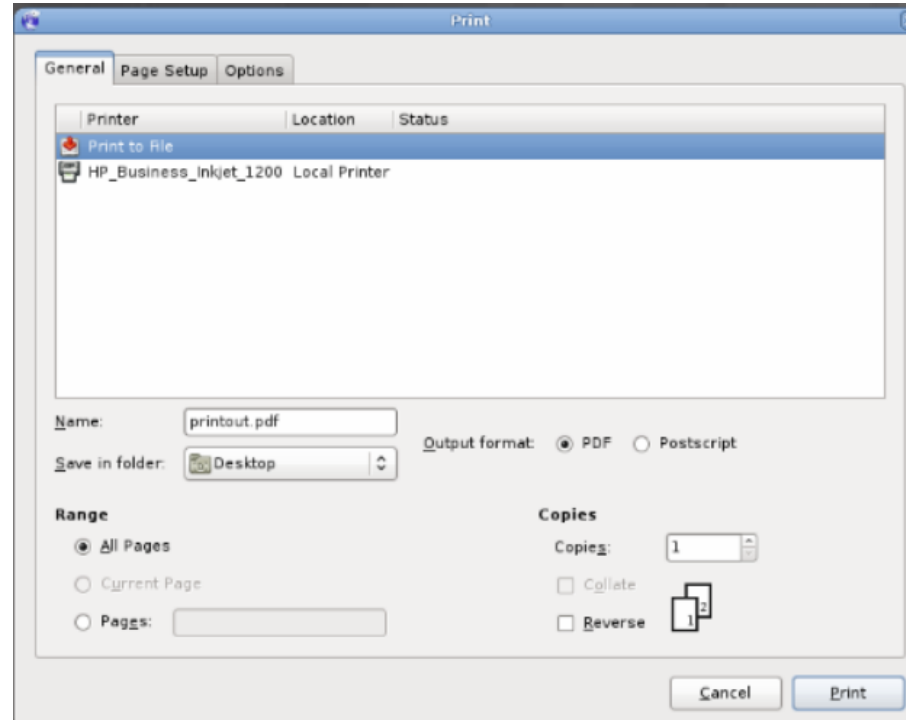 Print
General Page Setup Options
Printer Location Status
Print to File
HP_Business_Inkjet_1200 Local Printer
Name: printout.pdf
Output format: PDF Postscript
Save in folder: Desktop
Range Copies
All Pages Copies: 1
Current Page Collate
Pages: Reverse 1 2
Cancel Print